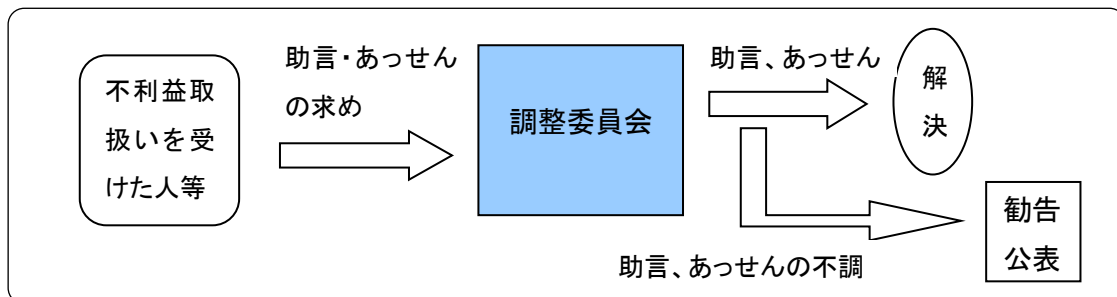 不利益取
扱いを受
けた人等
助言・あっせん
の求め
調整委員会
助言、あっせん
解
決
助言、あっせんの不調
勧告
公表